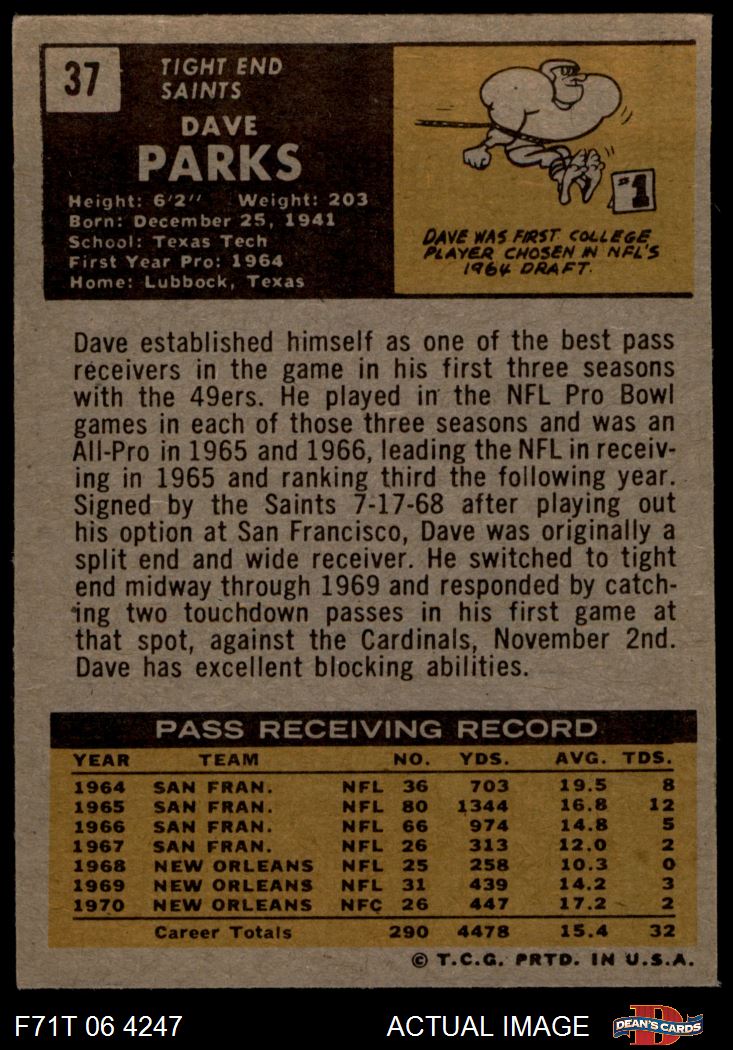 37
TIGHT END
SAINTS
DAVE
PARKS
Height: 6'2" Weight: 203
Born: December 25, 1941
School: Texas Tech
First Year Pro: 1964
Home: Lubbock, Texas
#1
DAVE WAS FIRST COLLEGE
PLAYER CHOSEN IN NFL'S
1964 DRAFT.
Dave established himself as one of the best pass
receivers in the game in his first three seasons
with the 49ers. He played in the NFL Pro Bowl
games in each of those three seasons and was an
All-Pro in 1965 and 1966, leading the NFL in receiv-
ing in 1965 and ranking third the following year.
Signed by the Saints 7-17-68 after playing out
his option at San Francisco, Dave was originally a
split end and wide receiver. He switched to tight
end midway through 1969 and responded by catch-
ing two touchdown passes in his first game at
that spot, against the Cardinals, November 2nd.
Dave has excellent blocking abilities.
PASS RECEIVING RECORD
YEAR TEAM NO. YDS. AVG. TDS.
1964 SAN FRAN. NFL 36 703 19.5 8
1965 SAN FRAN. NFL 80 1344 16.8 12
1966 SAN FRAN. NFL 66 974 14.8 5
1967 SAN FRAN. NFL 26 313 12.0 2
1968 NEW ORLEANS NFL 25 258 10.3 0
1969 NEW ORLEANS NFL 31 439 14.2 3
1970 NEW ORLEANS NFC 26 447 17.2 2
Career Totals 290 4478 15.4 32
© T.C.G. PRTD. IN U.S.A.
F71T 06 4247 ACTUAL IMAGE D DEAN'S CARDS